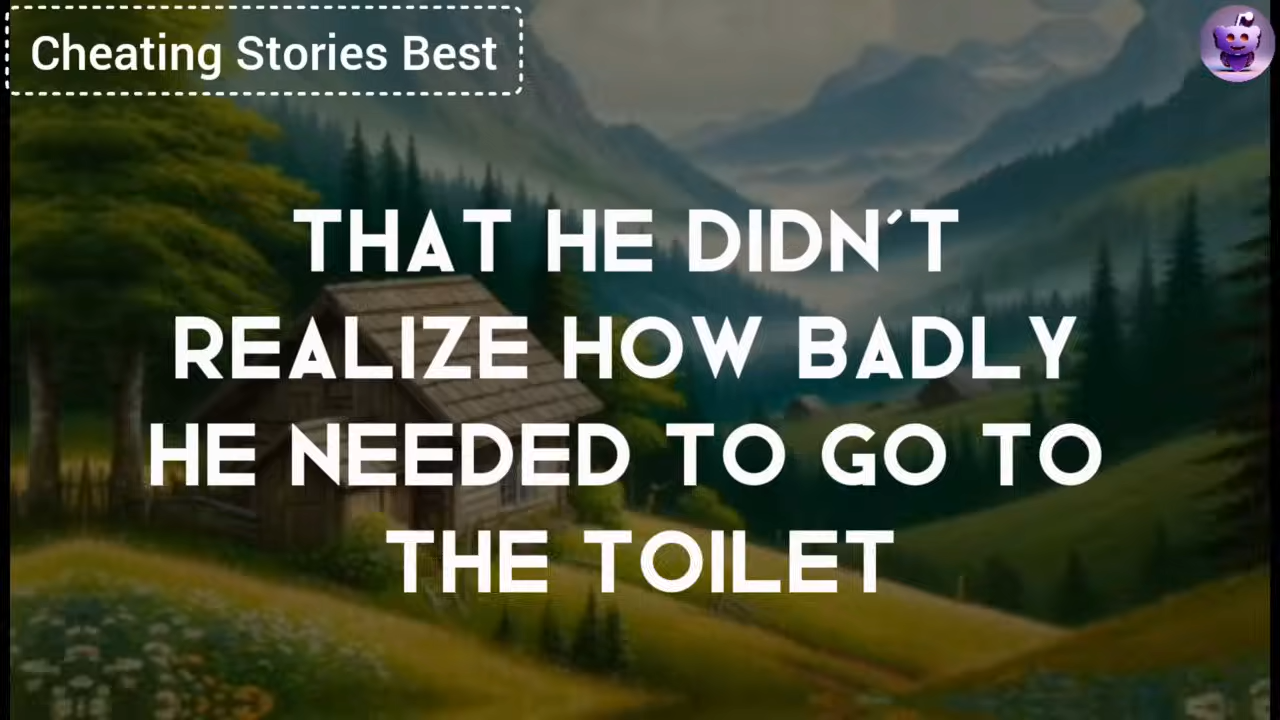 Cheating Stories Best
THAT HE DIDN´T
REALIZE HOW BADLY
HE NEEDED TO GO TO
THE TOILET